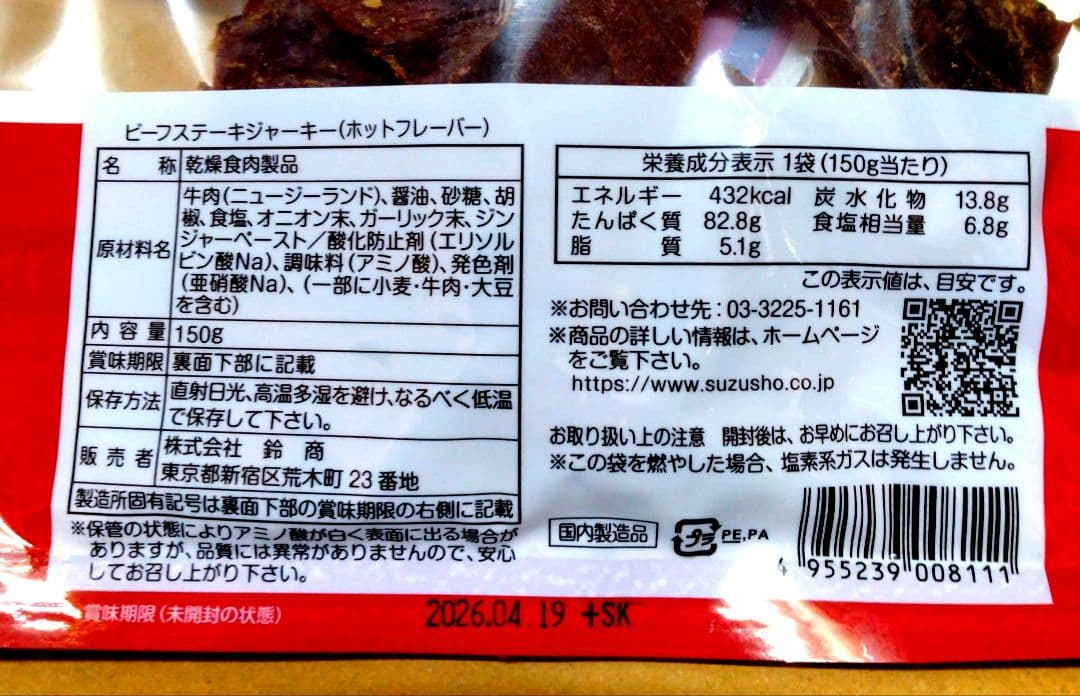 ビーフステーキジャーキー(ホットフレーバー)
名 称 乾燥食肉製品
原材料名
牛肉(ニュージーランド)、醤油、砂糖、胡
椒、食塩、オニオン末、ガーリック末、ジン
ジャーペースト/酸化防止剤(エリソル
ビン酸Na)、調味料(アミノ酸)、発色剤
(亜硝酸Na)、(一部に小麦・牛肉・大豆
を含む)
内容量 150g
賞味期限 裏面下部に記載
保存方法
直射日光、高温多湿を避け、なるべく低温
で保存して下さい。
販売者
株式会社 鈴商
東京都新宿区荒木町23番地
製造所固有記号は裏面下部の賞味期限の右側に記載
※保管の状態によりアミノ酸が白く表面に出る場合が
ありますが、品質には異常がありませんので、安心
してお召し上がり下さい。
栄養成分表示 1袋(150g当たり)
エネルギー 432kcal 炭水化物 13.8g
たんぱく質 82.8g 食塩相当量 6.8g
脂 質 5.1g
この表示値は、目安です。
※お問い合わせ先:03-3225-1161
※商品の詳しい情報は、ホームページ
をご覧下さい。
https://www.suzusho.co.jp
お取り扱い上の注意 開封後は、お早めにお召し上がり下さい。
※この袋を燃やした場合、塩素系ガスは発生しません。
国内製造品 プラ PE,PA
4 955239 008111
賞味期限(未開封の状態) 2026.04.19 +SK